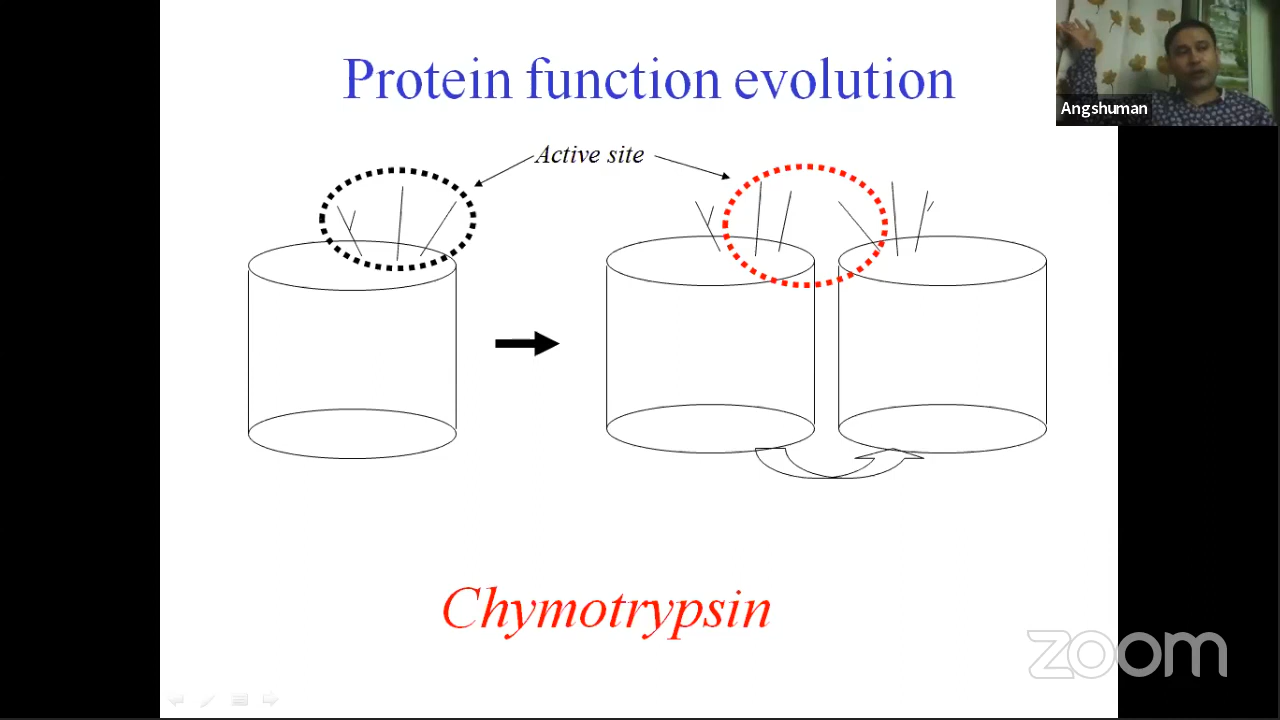 Protein function evolution
Angshuman
Active site
Chymotrypsin
zoom